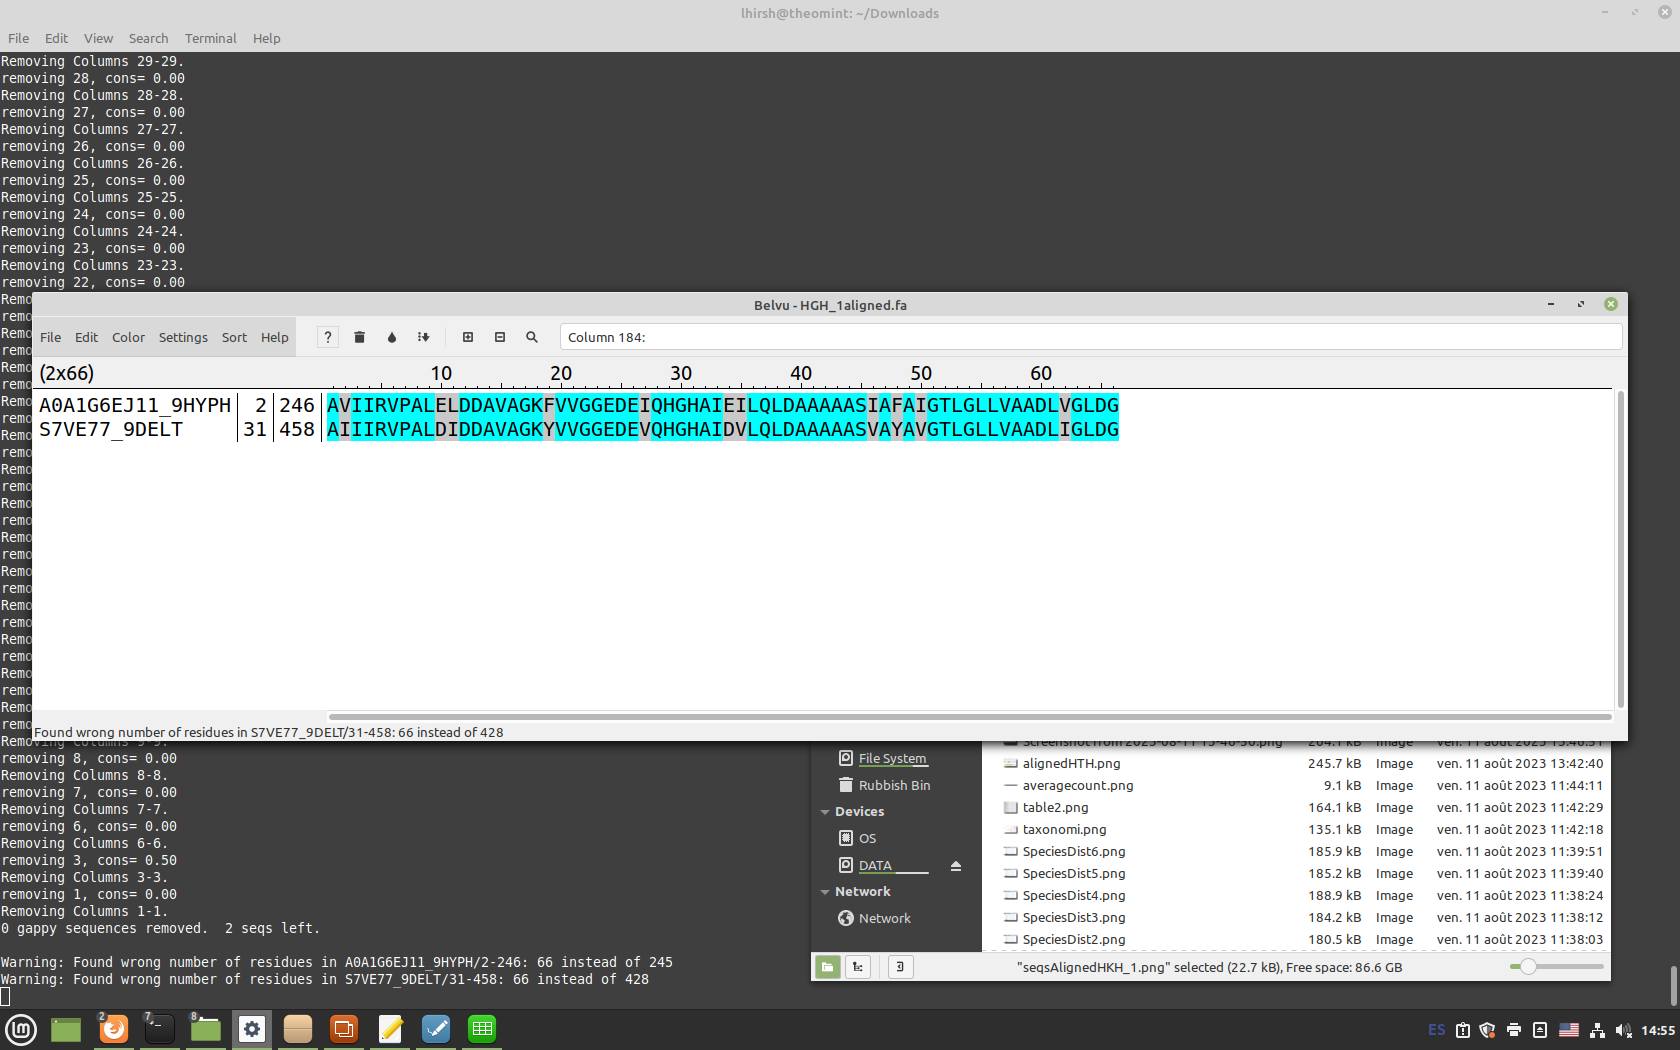 lhirsh@theomint: ~/Downloads
File Edit View Search Terminal Help
Removing Columns 29-29.
removing 28, cons= 0.00
Removing Columns 28-28.
removing 27, cons= 0.00
Removing Columns 27-27.
removing 26, cons= 0.00
Removing Columns 26-26.
removing 25, cons= 0.00
Removing Columns 25-25.
removing 24, cons= 0.00
Removing Columns 24-24.
removing 23, cons= 0.00
Removing Columns 23-23.
removing 22, cons= 0.00
Belvu - HGH_1aligned.fa
File Edit Color Settings Sort Help ? Column 184:
(2x66) 10 20 30 40 50 60
A0A1G6EJ11_9HYPH 2 246 AVIIRVPALELDDAVAGKFVVGGEDEIQHGHAIEILQLDAAAAASIAFAIGTLGLLVAADLVGLDG
S7VE77_9DELT 31 458 AIIIRVPALDIDDAVAGKYVVGGEDEVQHGHAIDVLQLDAAAAASVAYAVGTLGLLVAADLIGLDG
Found wrong number of residues in S7VE77_9DELT/31-458: 66 instead of 428
Removing Columns 9-9.
removing 8, cons= 0.00
Removing Columns 8-8.
removing 7, cons= 0.00
Removing Columns 7-7.
removing 6, cons= 0.00
Removing Columns 6-6.
removing 3, cons= 0.50
Removing Columns 3-3.
removing 1, cons= 0.00
Removing Columns 1-1.
0 gappy sequences removed. 2 seqs left.
Warning: Found wrong number of residues in A0A1G6EJ11_9HYPH/2-246: 66 instead of 245
Warning: Found wrong number of residues in S7VE77_9DELT/31-458: 66 instead of 428
File System
Rubbish Bin
Devices
OS
DATA
Network
Network
alignedHTH.png 245.7 kB Image ven. 11 août 2023 13:42:40
averagecount.png 9.1 kB Image ven. 11 août 2023 11:44:11
table2.png 164.1 kB Image ven. 11 août 2023 11:42:29
taxonomi.png 135.1 kB Image ven. 11 août 2023 11:42:18
SpeciesDist6.png 185.9 kB Image ven. 11 août 2023 11:39:51
SpeciesDist5.png 185.2 kB Image ven. 11 août 2023 11:39:40
SpeciesDist4.png 188.9 kB Image ven. 11 août 2023 11:38:24
SpeciesDist3.png 184.2 kB Image ven. 11 août 2023 11:38:12
SpeciesDist2.png 180.5 kB Image ven. 11 août 2023 11:38:03
"seqsAlignedHKH_1.png" selected (22.7 kB), Free space: 86.6 GB
2 7 8 ES 14:55